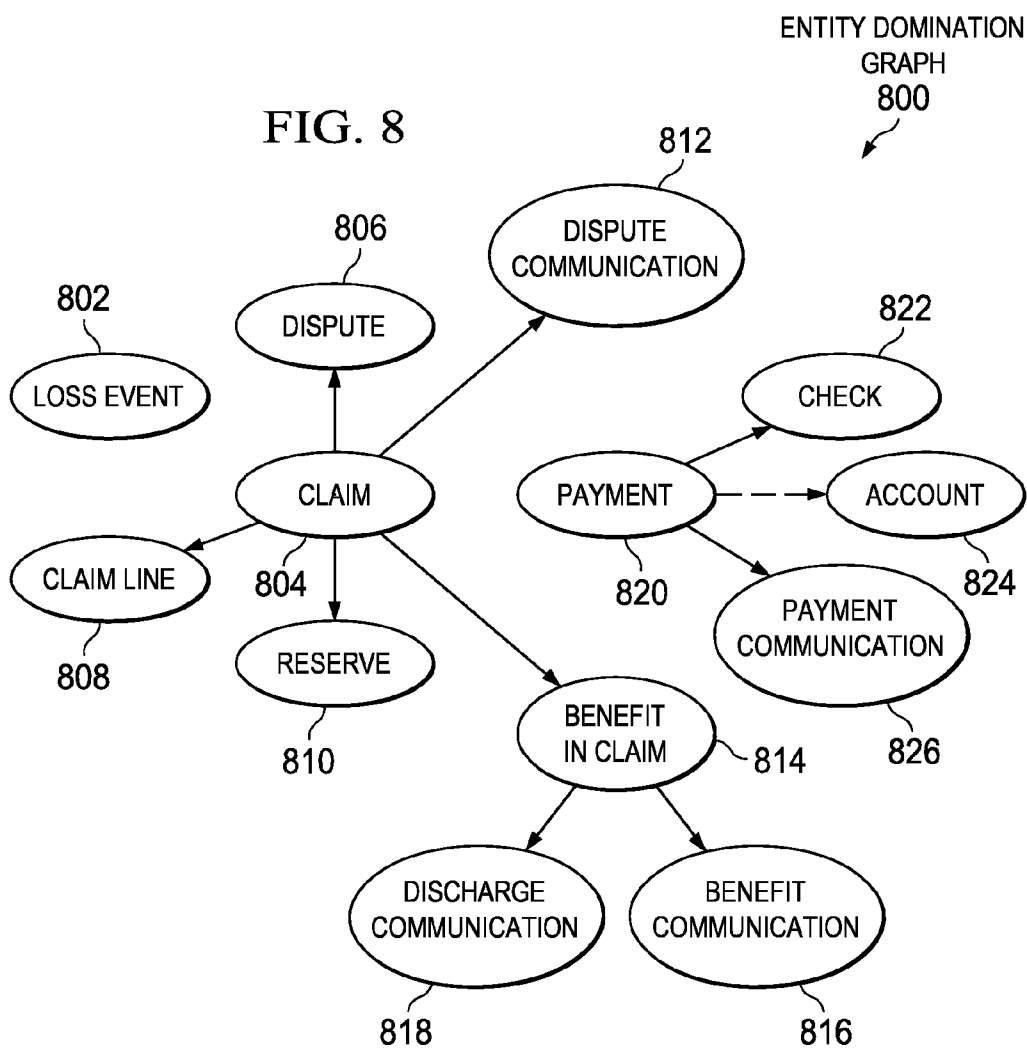 ENTITY DOMINATION
GRAPH
800
FIG. 8
812
DISPUTE
COMMUNICATION
806
DISPUTE
802
LOSS EVENT
822
CHECK
CLAIM
804
PAYMENT
820
ACCOUNT
824
CLAIM LINE
808
RESERVE
810
PAYMENT
COMMUNICATION
826
BENEFIT
IN CLAIM
814
DISCHARGE
COMMUNICATION
818
BENEFIT
COMMUNICATION
816